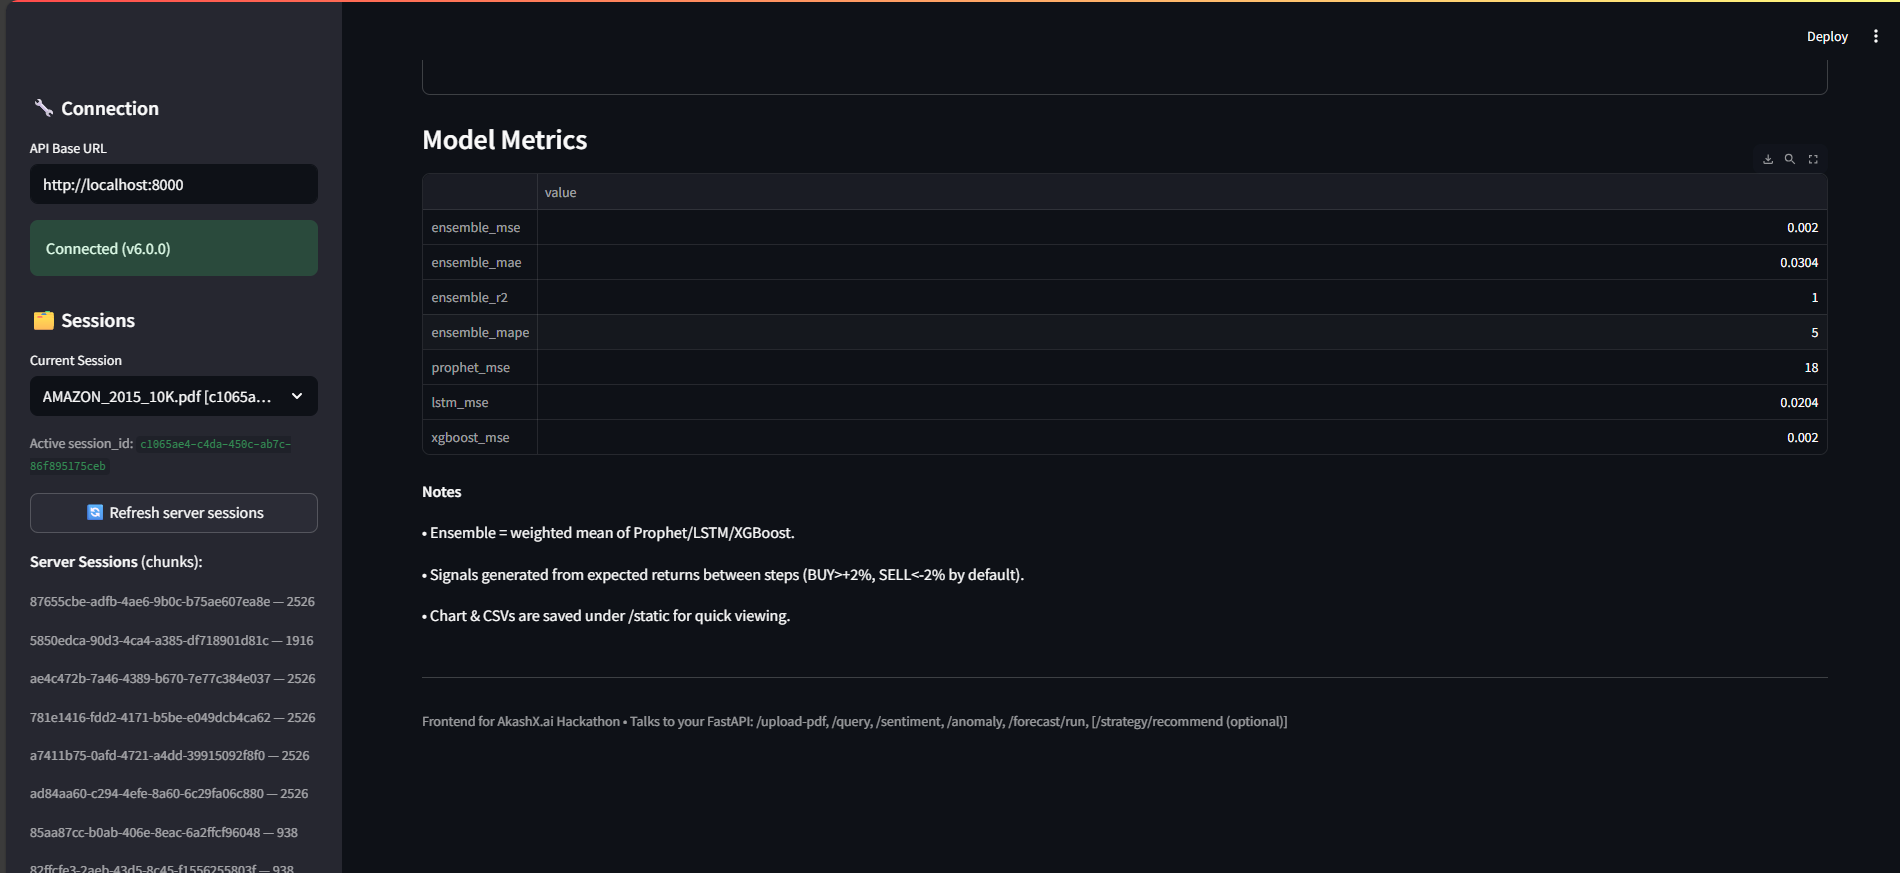 Deploy
Connection
API Base URL
http://localhost:8000
Connected (v6.0.0)
Sessions
Current Session
AMAZON_2015_10K.pdf [c1065a...
Active session_id: c1065ae4-c4da-450c-ab7c-
86f895175ceb
Refresh server sessions
Server Sessions (chunks):
87655cbe-adfb-4ae6-9b0c-b75ae607ea8e — 2526
5850edca-90d3-4ca4-a385-df718901d81c — 1916
ae4c472b-7a46-4389-b670-7e77c384e037 — 2526
781e1416-fdd2-4171-b5be-e049dcb4ca62 — 2526
a7411b75-0afd-4721-a4dd-39915092f8f0 — 2526
ad84aa60-c294-4efe-8a60-6c29fa06c880 — 2526
85aa87cc-b0ab-406e-8eac-6a2ffcf96048 — 938
82ffcfe3-2aeb-43d5-8c45-f1556255803f — 938
Model Metrics
value
ensemble_mse 0.002
ensemble_mae 0.0304
ensemble_r2 1
ensemble_mape 5
prophet_mse 18
lstm_mse 0.0204
xgboost_mse 0.002
Notes
• Ensemble = weighted mean of Prophet/LSTM/XGBoost.
• Signals generated from expected returns between steps (BUY>+2%, SELL<-2% by default).
• Chart & CSVs are saved under /static for quick viewing.
Frontend for AkashX.ai Hackathon • Talks to your FastAPI: /upload-pdf, /query, /sentiment, /anomaly, /forecast/run, [/strategy/recommend (optional)]